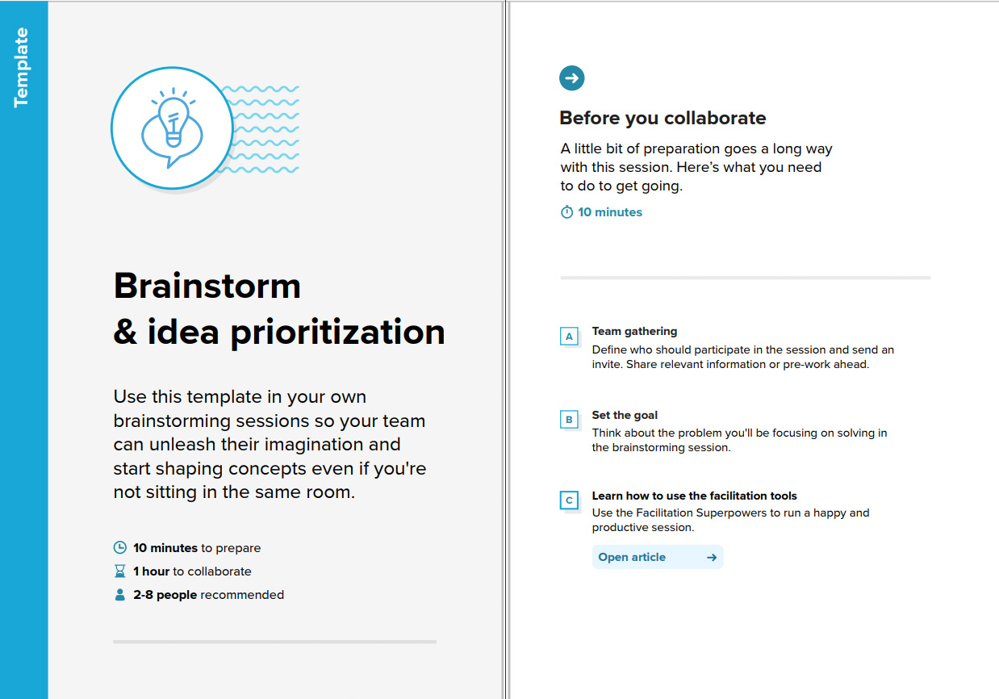 Template
Brainstorm
& idea prioritization
Use this template in your own
brainstorming sessions so your team
can unleash their imagination and
start shaping concepts even if you're
not sitting in the same room.
10 minutes to prepare
1 hour to collaborate
2-8 people recommended
Before you collaborate
A little bit of preparation goes a long way
with this session. Here’s what you need
to do to get going.
10 minutes
A
Team gathering
Define who should participate in the session and send an
invite. Share relevant information or pre-work ahead.
B
Set the goal
Think about the problem you'll be focusing on solving in
the brainstorming session.
C
Learn how to use the facilitation tools
Use the Facilitation Superpowers to run a happy and
productive session.
Open article